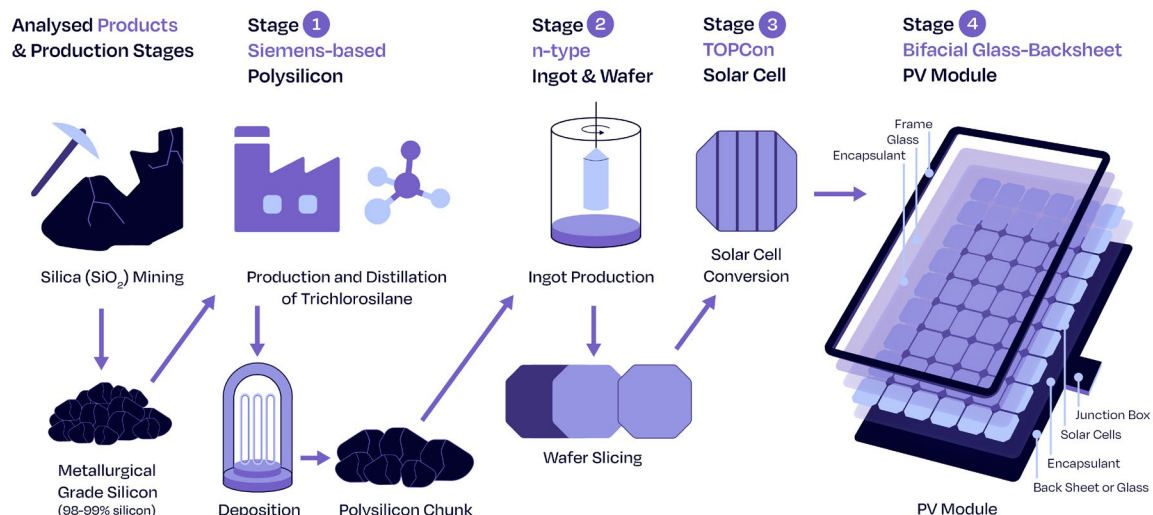 Analysed Products
& Production Stages
Stage 1
Siemens-based
Polysilicon
Stage 2
n-type
Ingot & Wafer
Stage 3
TOPCon
Solar Cell
Stage 4
Bifacial Glass-Backsheet
PV Module
Silica (SiO₂) Mining
Metallurgical
Grade Silicon
(98-99% silicon)
Production and Distillation
of Trichlorosilane
Deposition
Polysilicon Chunk
Ingot Production
Wafer Slicing
Solar Cell
Conversion
Frame
Glass
Encapsulant
Junction Box
Solar Cells
Encapsulant
Back Sheet or Glass
PV Module